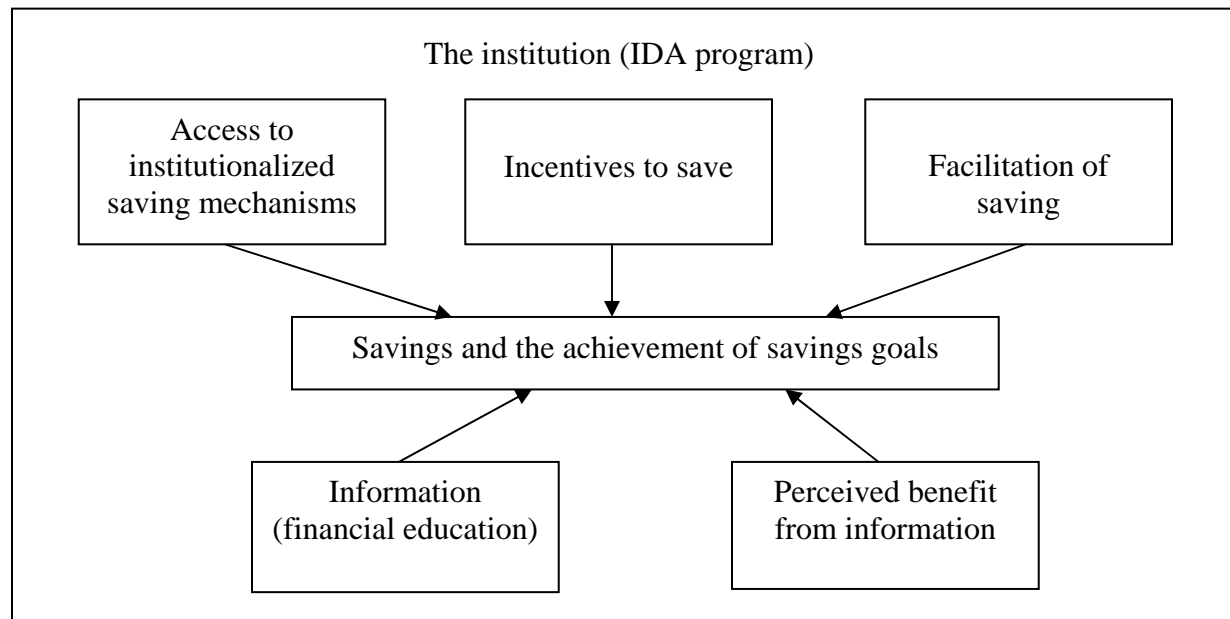 The institution (IDA program)
Access to
institutionalized
saving mechanisms
Incentives to save
Facilitation of
saving
Savings and the achievement of savings goals
Information
(financial education)
Perceived benefit
from information